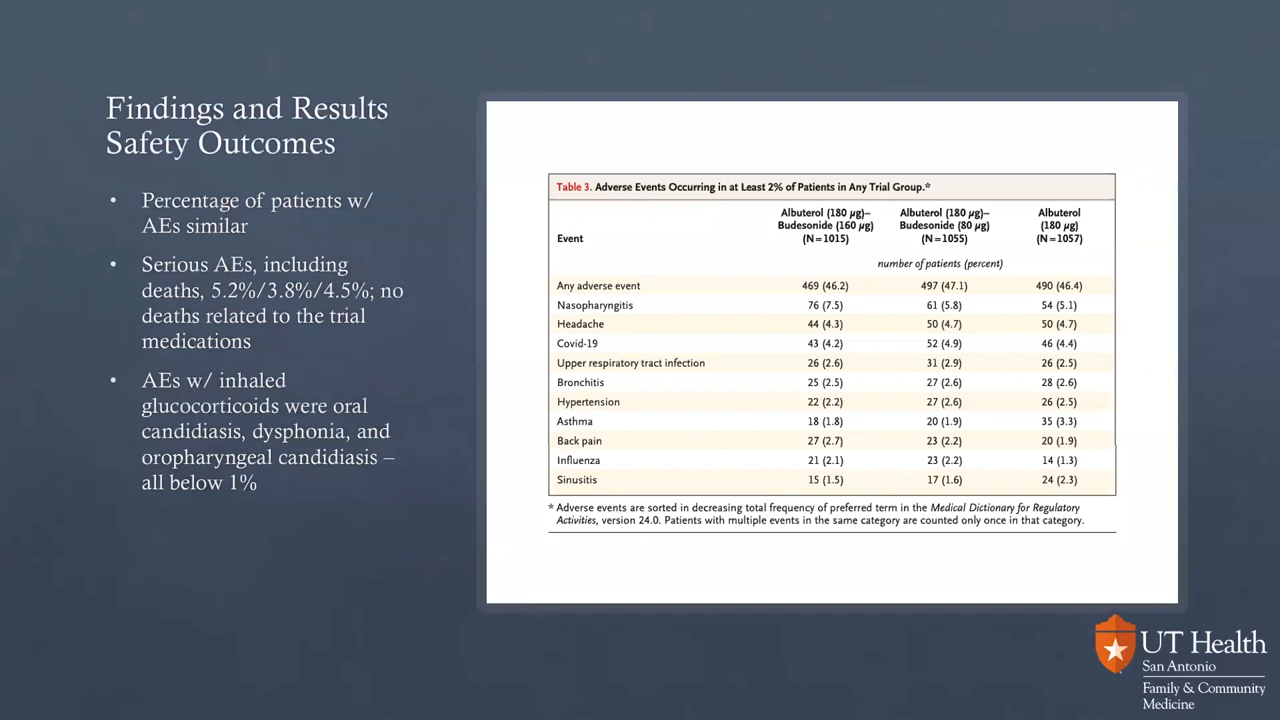 Findings and Results
Safety Outcomes
• Percentage of patients w/
AEs similar
• Serious AEs, including
deaths, 5.2%/3.8%/4.5%; no
deaths related to the trial
medications
• AEs w/ inhaled
glucocorticoids were oral
candidiasis, dysphonia, and
oropharyngeal candidiasis –
all below 1%
Table 3. Adverse Events Occurring in at Least 2% of Patients in Any Trial Group.*
Event
Albuterol (180 µg)–
Budesonide (160 µg)
(N=1015)
Albuterol (180 µg)–
Budesonide (80 µg)
(N=1055)
Albuterol
(180 µg)
(N=1057)
number of patients (percent)
Any adverse event 469 (46.2) 497 (47.1) 490 (46.4)
Nasopharyngitis 76 (7.5) 61 (5.8) 54 (5.1)
Headache 44 (4.3) 50 (4.7) 50 (4.7)
Covid-19 43 (4.2) 52 (4.9) 46 (4.4)
Upper respiratory tract infection 26 (2.6) 31 (2.9) 26 (2.5)
Bronchitis 25 (2.5) 27 (2.6) 28 (2.6)
Hypertension 22 (2.2) 27 (2.6) 26 (2.5)
Asthma 18 (1.8) 20 (1.9) 35 (3.3)
Back pain 27 (2.7) 23 (2.2) 20 (1.9)
Influenza 21 (2.1) 23 (2.2) 14 (1.3)
Sinusitis 15 (1.5) 17 (1.6) 24 (2.3)
* Adverse events are sorted in decreasing total frequency of preferred term in the Medical Dictionary for Regulatory
Activities, version 24.0. Patients with multiple events in the same category are counted only once in that category.
UT Health
San Antonio
Family & Community
Medicine